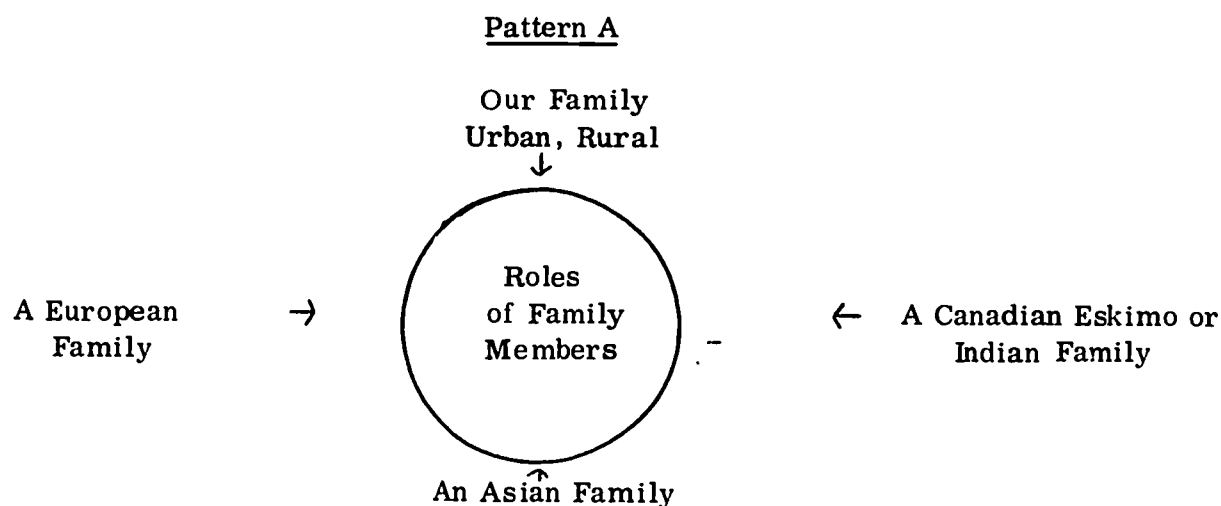 Pattern A
Our Family
Urban, Rural
A European
Family
Roles
of Family
Members
A Canadian Eskimo or
Indian Family
An Asian Family